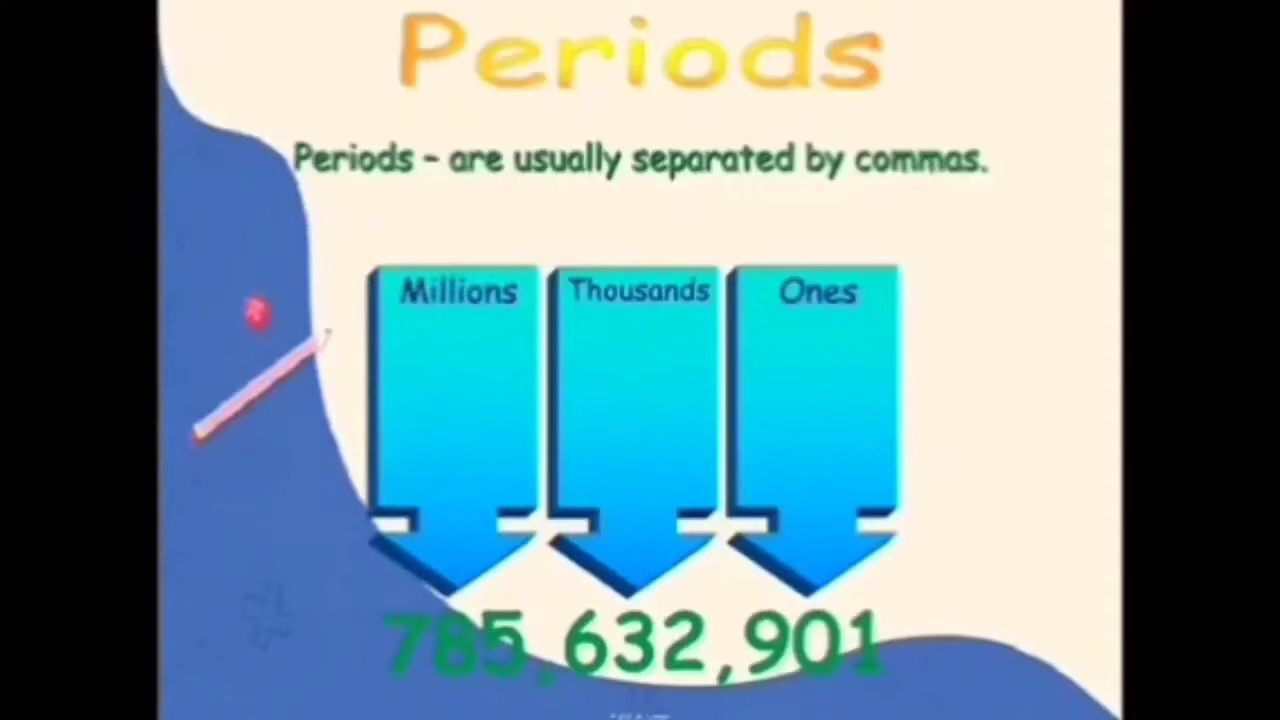 Periods
Periods - are usually separated by commas.
Millions Thousands Ones
785,632,901